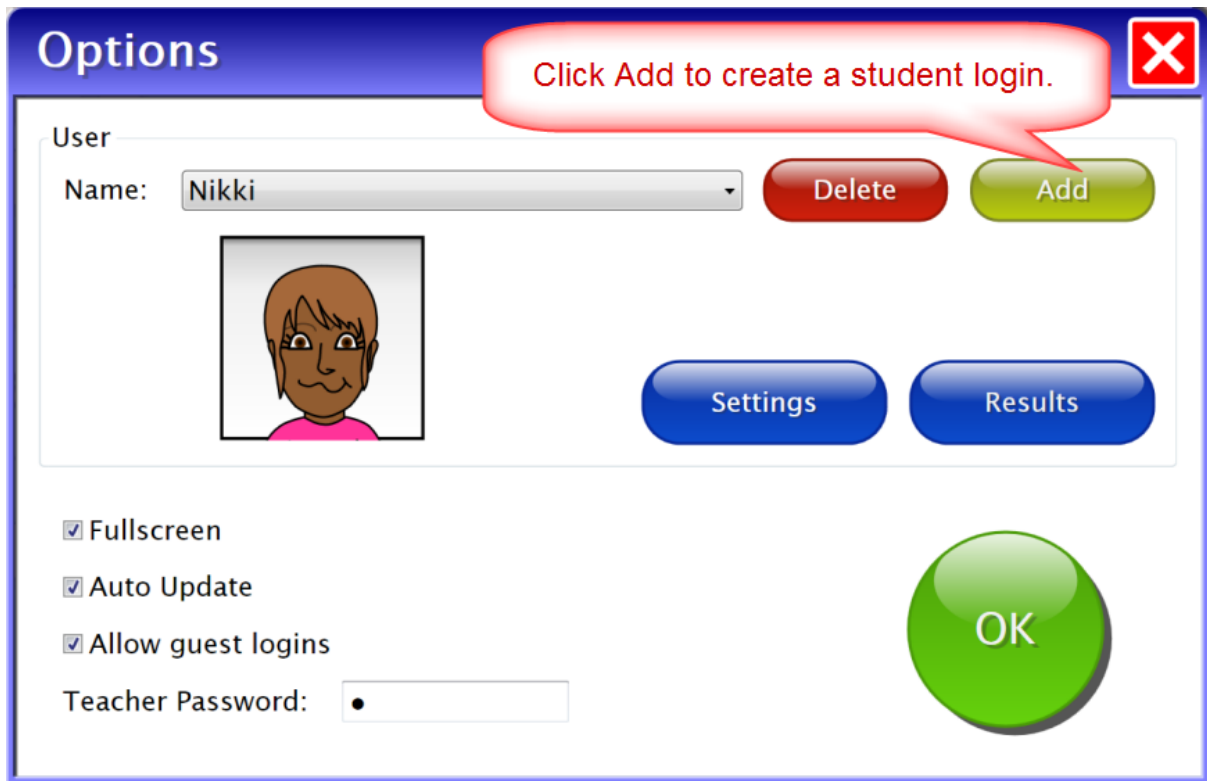 Options
Click Add to create a student login.
User
Name: Nikki Delete Add
Settings Results
Fullscreen
Auto Update
Allow guest logins
OK
Teacher Password: ●